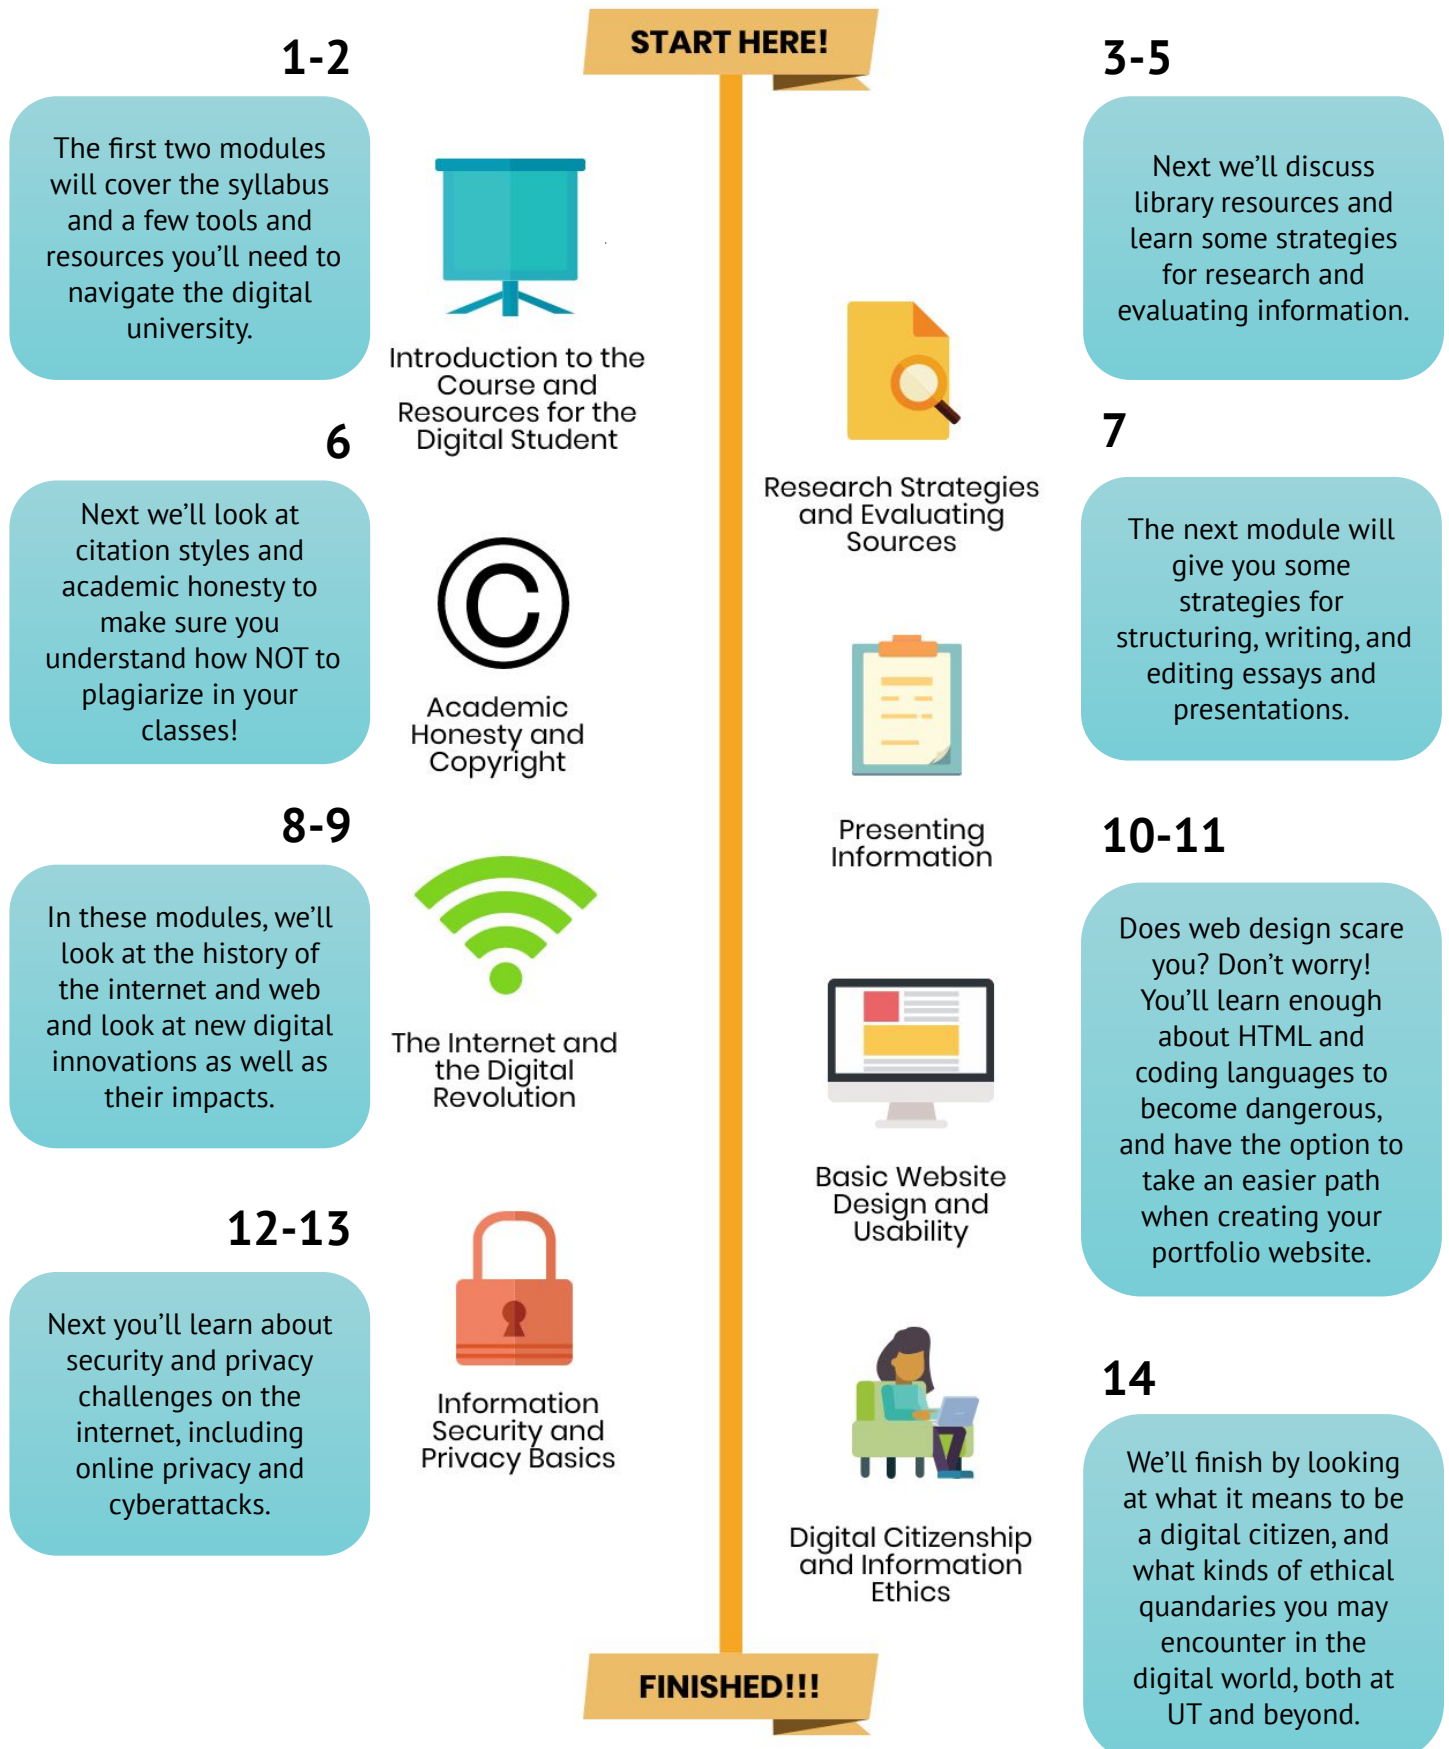 START HERE!
1-2
The first two modules
will cover the syllabus
and a few tools and
resources you’ll need to
navigate the digital
university.
Introduction to the
Course and
Resources for the
Digital Student
3-5
Next we’ll discuss
library resources and
learn some strategies
for research and
evaluating information.
Research Strategies
and Evaluating
Sources
6
Next we’ll look at
citation styles and
academic honesty to
make sure you
understand how NOT to
plagiarize in your
classes!
©
Academic
Honesty and
Copyright
7
The next module will
give you some
strategies for
structuring, writing, and
editing essays and
presentations.
Presenting
Information
8-9
In these modules, we’ll
look at the history of
the internet and web
and look at new digital
innovations as well as
their impacts.
The Internet and
the Digital
Revolution
10-11
Does web design scare
you? Don’t worry!
You’ll learn enough
about HTML and
coding languages to
become dangerous,
and have the option to
take an easier path
when creating your
portfolio website.
Basic Website
Design and
Usability
12-13
Next you’ll learn about
security and privacy
challenges on the
internet, including
online privacy and
cyberattacks.
Information
Security and
Privacy Basics
14
We’ll finish by looking
at what it means to be
a digital citizen, and
what kinds of ethical
quandaries you may
encounter in the
digital world, both at
UT and beyond.
Digital Citizenship
and Information
Ethics
FINISHED!!!